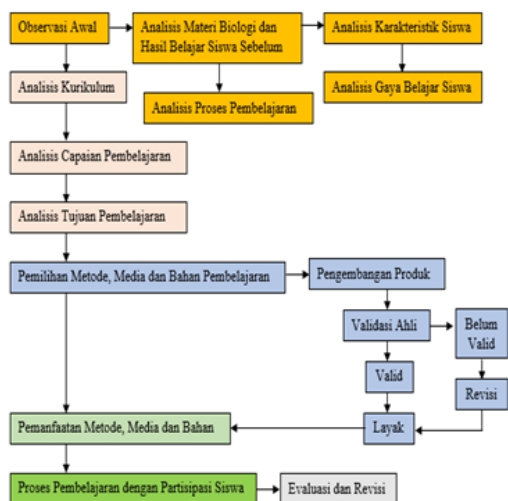 Observasi Awal
Analisis Materi Biologi dan
Hasil Belajar Siswa Sebelum
Analisis Karakteristik Siswa
Analisis Kurikulum
Analisis Proses Pembelajaran
Analisis Gaya Belajar Siswa
Analisis Capaian Pembelajaran
Analisis Tujuan Pembelajaran
Pemilihan Metode, Media dan Bahan Pembelajaran
Pengembangan Produk
Validasi Ahli
Belum
Valid
Valid
Revisi
Pemanfaatan Metode, Media dan Bahan
Layak
Proses Pembelajaran dengan Partisipasi Siswa
Evaluasi dan Revisi